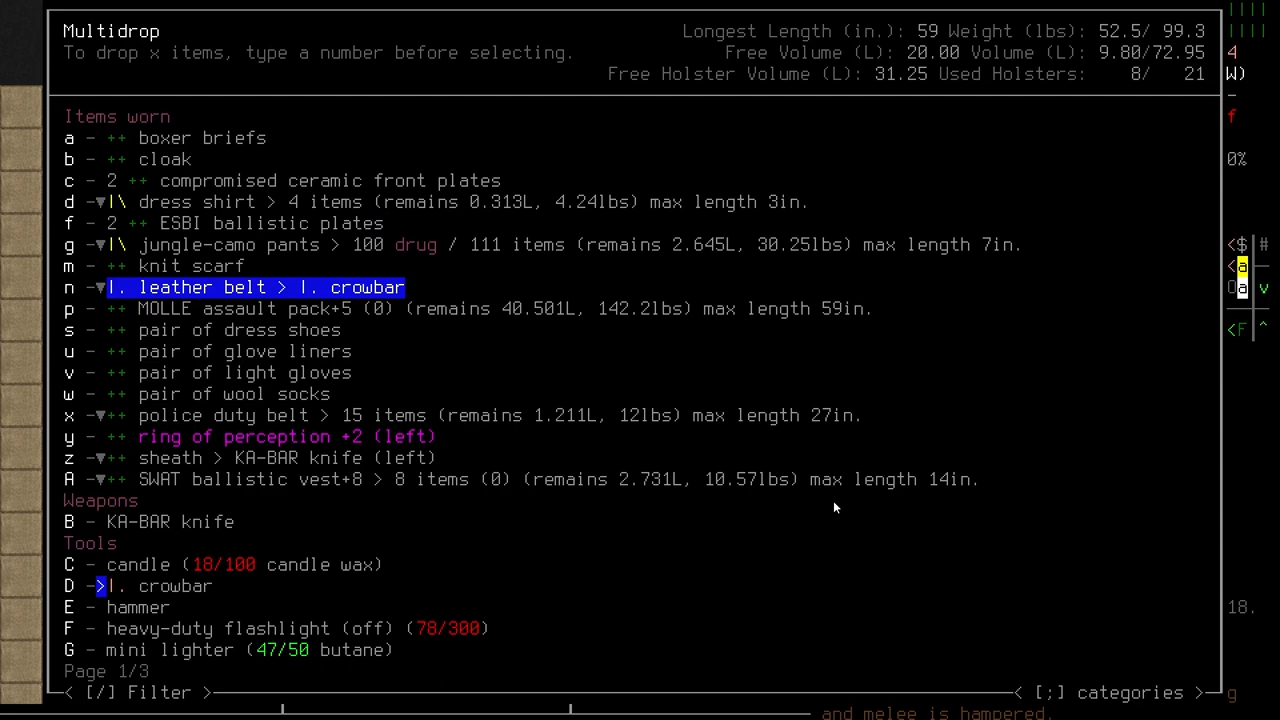 Multidrop
Longest Length (in.): 59 Weight (lbs): 52.5/ 99.3
To drop x items, type a number before selecting.
Free Volume (L): 20.00 Volume (L): 9.80/72.95
Free Holster Volume (L): 31.25 Used Holsters: 8/ 21
Items worn
a - ++ boxer briefs
b - ++ cloak
c - 2 ++ compromised ceramic front plates
d -▼|\ dress shirt > 4 items (remains 0.313L, 4.24lbs) max length 3in.
f - 2 ++ ESBI ballistic plates
g -▼|\ jungle-camo pants > 100 drug / 111 items (remains 2.645L, 30.25lbs) max length 7in.
m - ++ knit scarf
n -▼|. leather belt > |. crowbar
p - ++ MOLLE assault pack+5 (0) (remains 40.501L, 142.2lbs) max length 59in.
s - ++ pair of dress shoes
u - ++ pair of glove liners
v - ++ pair of light gloves
w - ++ pair of wool socks
x -▼++ police duty belt > 15 items (remains 1.211L, 12lbs) max length 27in.
y - ++ ring of perception +2 (left)
z -▼++ sheath > KA-BAR knife (left)
A -▼++ SWAT ballistic vest+8 > 8 items (0) (remains 2.731L, 10.57lbs) max length 14in.
Weapons
B - KA-BAR knife
Tools
C - candle (18/100 candle wax)
D ->|. crowbar
E - hammer
F - heavy-duty flashlight (off) (78/300)
G - mini lighter (47/50 butane)
Page 1/3
< [/] Filter >
< [;] categories >
and melee is hampered.
4
W)
f
0%
<$ #
<a
a v
<F ^
18.
g